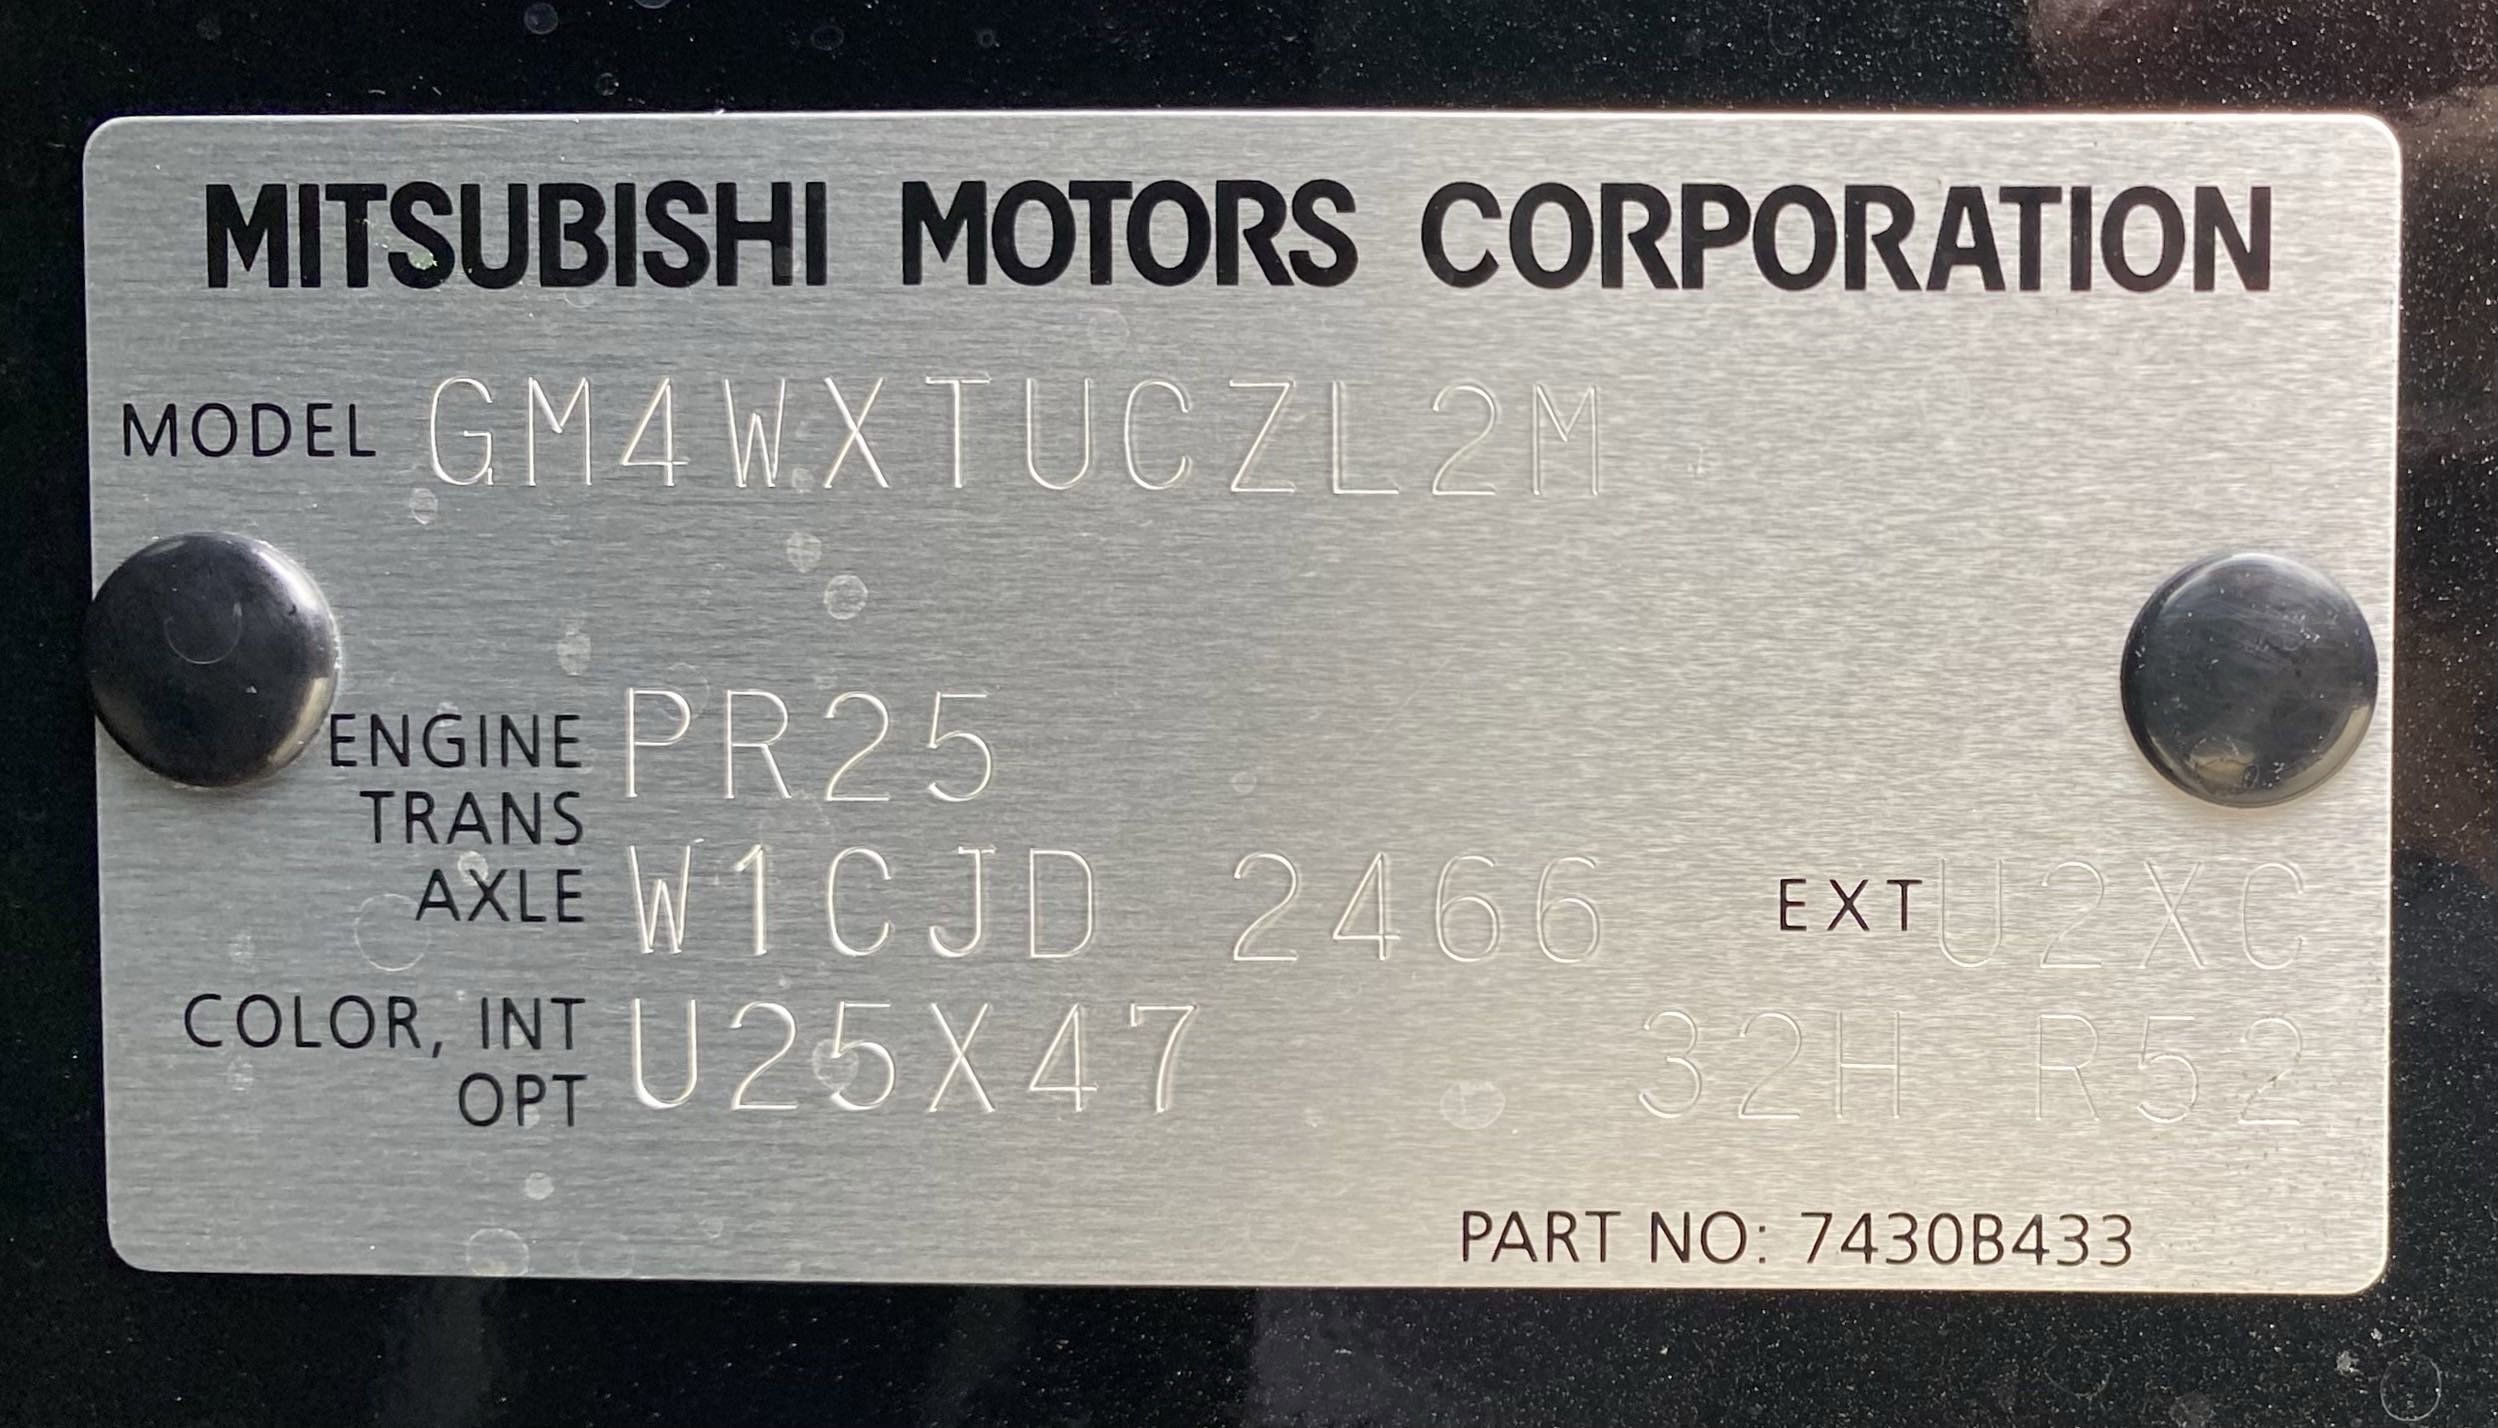 MITSUBISHI MOTORS CORPORATION
MODEL GM4WXTUCZL2M
ENGINE PR25
TRANS
AXLE W1CJD 2466 EXT U2XC
COLOR, INT U25X47 32H R52
OPT
PART NO: 7430B433